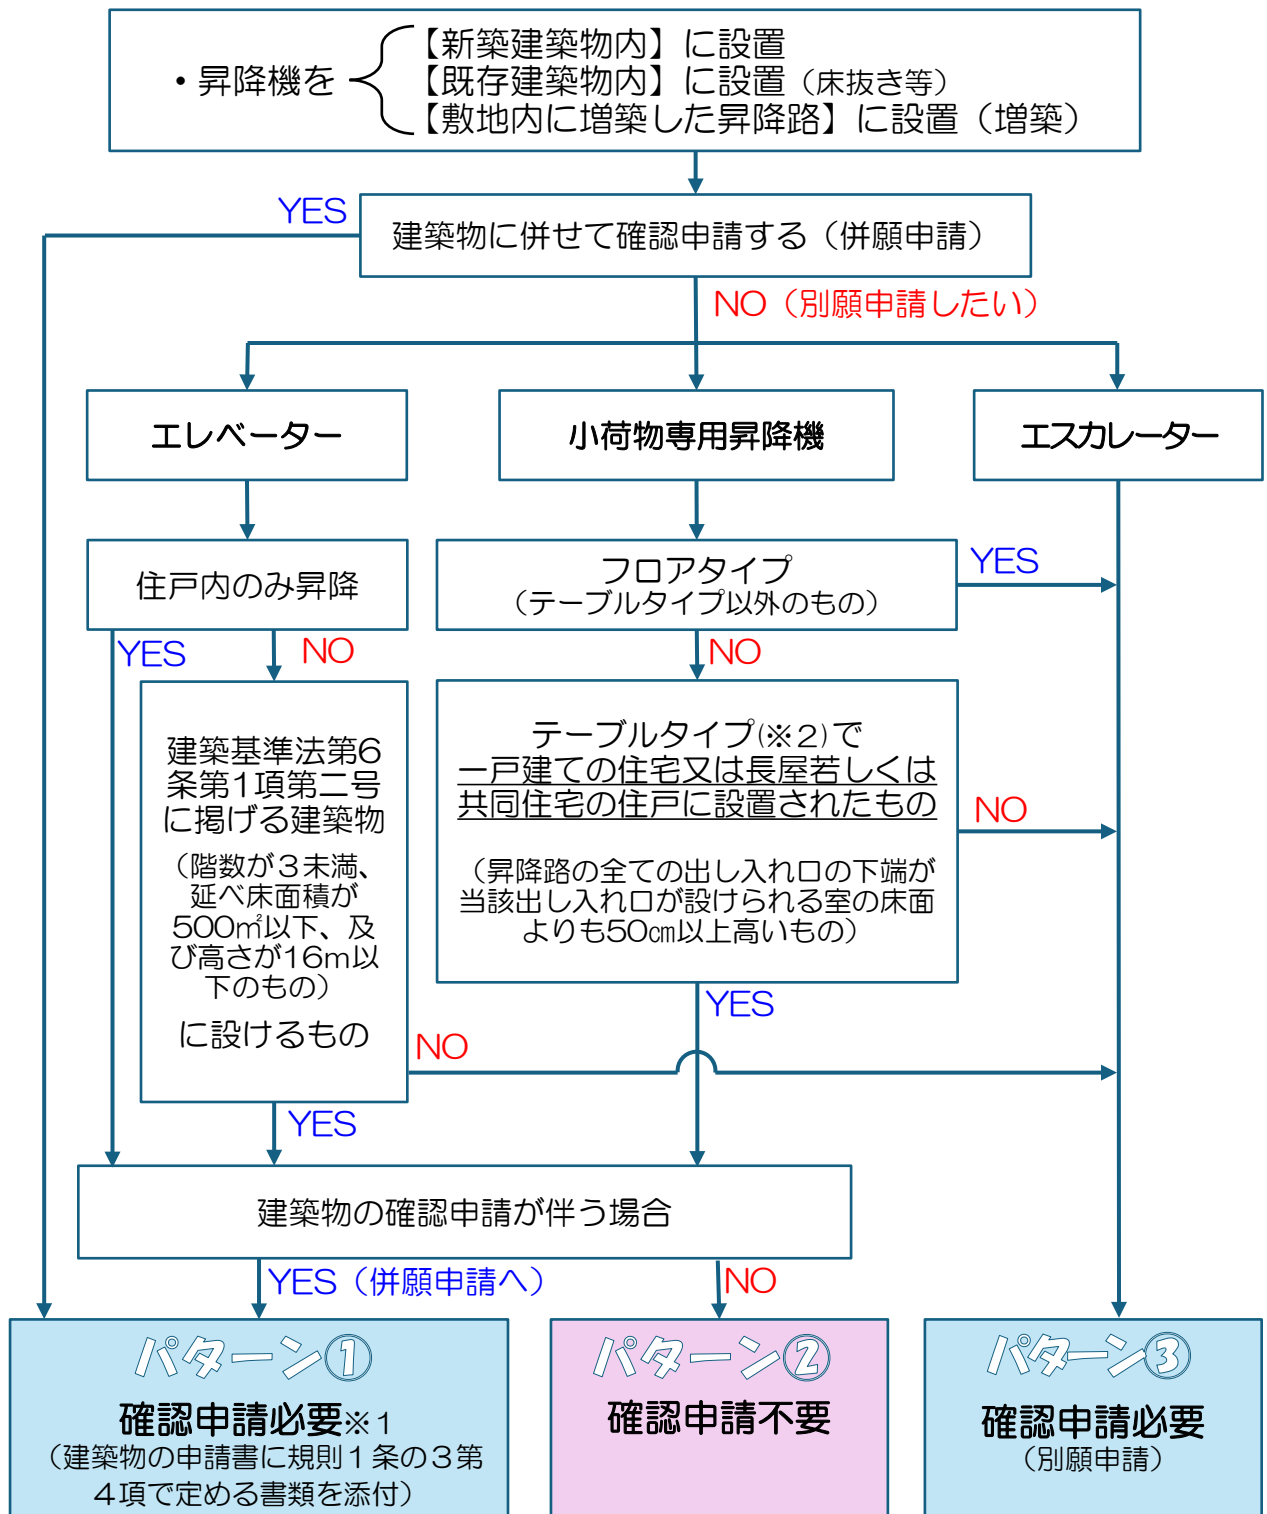 ・昇降機を
【新築建築物内】に設置
【既存建築物内】に設置（床抜き等）
【敷地内に増築した昇降路】に設置（増築）
YES
建築物に併せて確認申請する（併願申請）
NO（別願申請したい）
エレベーター
小荷物専用昇降機
エスカレーター
住戸内のみ昇降
フロアタイプ
（テーブルタイプ以外のもの）
YES
YES
NO
NO
建築基準法第6
条第1項第二号
に掲げる建築物
（階数が３未満、
延べ床面積が
500㎡以下、及
び高さが16m以
下のもの）
に設けるもの
テーブルタイプ(※２)で
一戸建ての住宅又は長屋若しくは
共同住宅の住戸に設置されたもの
（昇降路の全ての出し入れ口の下端が
当該出し入れ口が設けられる室の床面
よりも50㎝以上高いもの）
NO
YES
NO
YES
建築物の確認申請が伴う場合
YES（併願申請へ）
NO
パターン①
確認申請必要※１
（建築物の申請書に規則１条の３第
４項で定める書類を添付）
パターン②
確認申請不要
パターン③
確認申請必要
（別願申請）